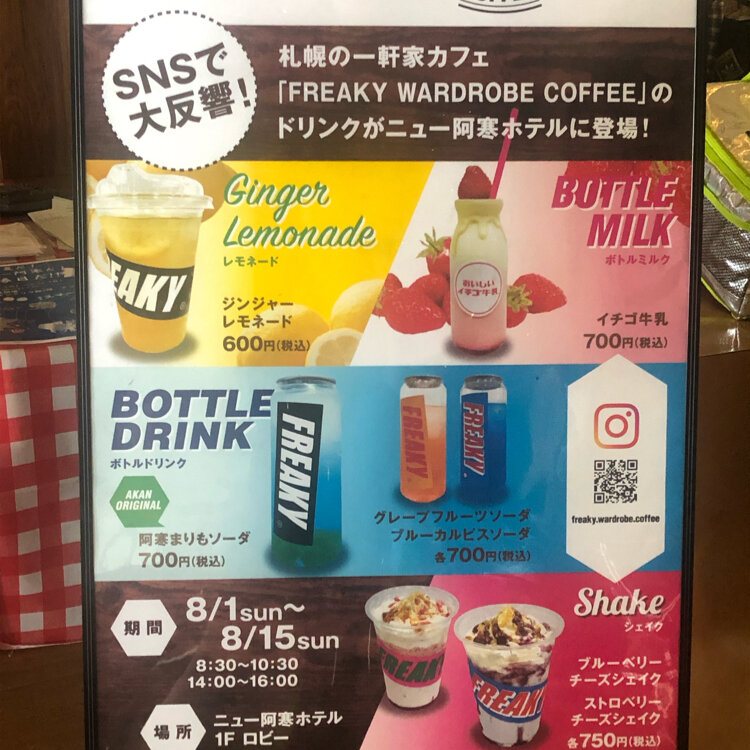 SNSで
大反響!
札幌の一軒家カフェ
「FREAKY WARDROBE COFFEE」の
ドリンクがニュー阿寒ホテルに登場!
Ginger
Lemonade
レモネード
EAKY
ジンジャー
レモネード
600円(税込)
BOTTLE
MILK
ボトルミルク
おいしい
イチゴ牛乳
イチゴ牛乳
700円(税込)
BOTTLE
DRINK
ボトルドリンク
AKAN
ORIGINAL
阿寒まりもソーダ
700円(税込)
FREAKY
FREAKY
FREAKY
グレープフルーツソーダ
ブルーカルピスソーダ
各700円(税込)
freaky.wardrobe.coffee
期間
8/1sun~
8/15sun
8:30~10:30
14:00~16:00
場所
ニュー阿寒ホテル
1F ロビー
FREAKY
FREAKY
Shake
シェイク
ブルーベリー
チーズシェイク
ストロベリー
チーズシェイク
各750円(税込)